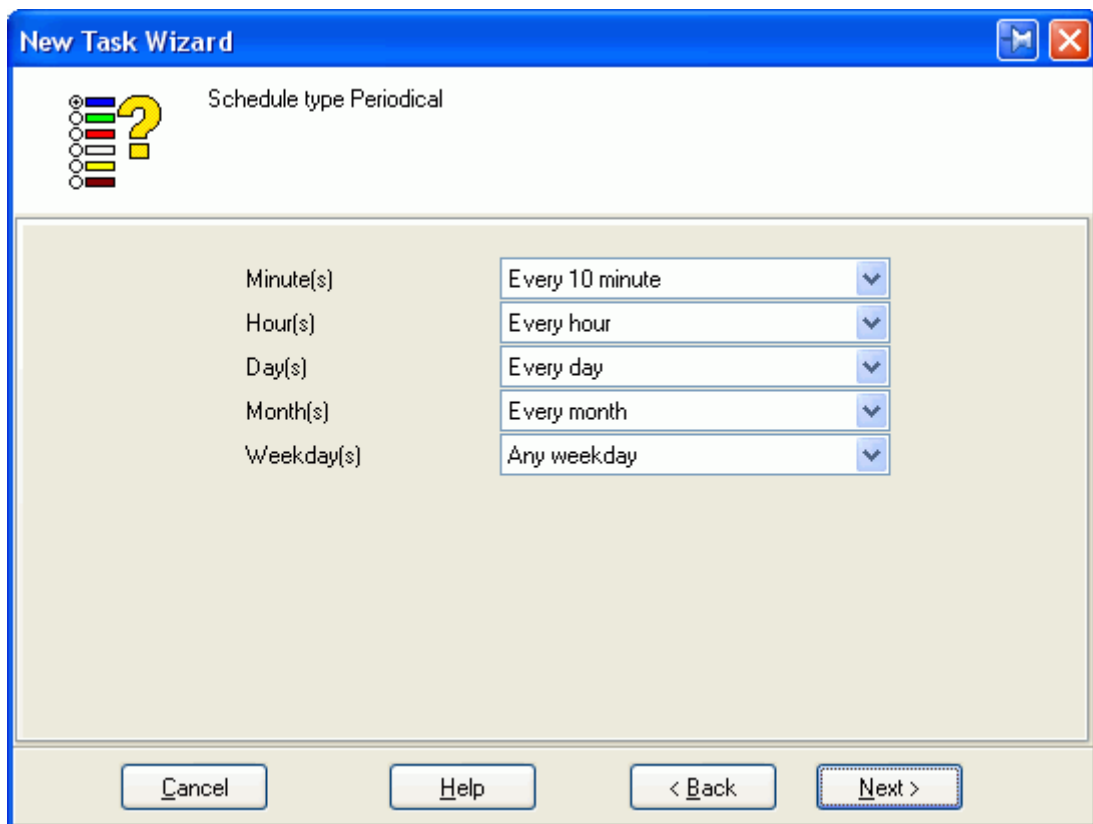 New Task Wizard
Schedule type Periodical
Minute(s) Every 10 minute
Hour(s) Every hour
Day(s) Every day
Month(s) Every month
Weekday(s) Any weekday
Cancel Help < Back Next >